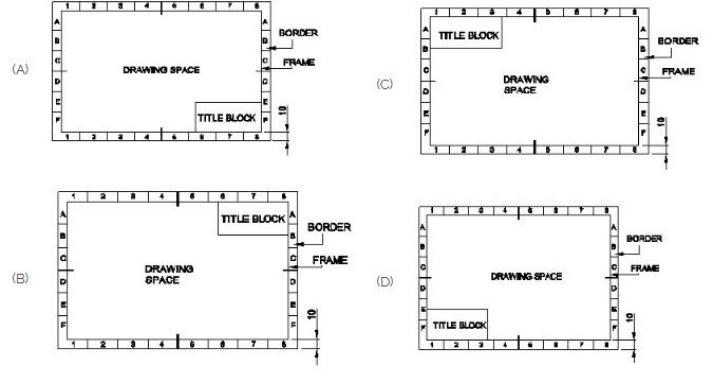 (A)
1 2 3 4 5 6 7 8
A A
B B
C C
D D
E E
F F
DRAWING SPACE
TITLE BLOCK
BORDER
FRAME
10
1 2 3 4 5 6 7 8
(B)
1 2 3 4 5 6 7 8
A A
B B
C C
D D
E E
F F
TITLE BLOCK
DRAWING
SPACE
BORDER
FRAME
10
1 2 3 4 5 6 7 8
(C)
1 2 3 4 5 6 7 8
A A
B B
C C
D D
E E
F F
TITLE BLOCK
DRAWING
SPACE
BORDER
FRAME
10
1 2 3 4 5 6 7 8
(D)
1 2 3 4 5 6 7 8
A A
B B
C C
D D
E E
F F
DRAWING SPACE
TITLE BLOCK
BORDER
FRAME
10
1 2 3 4 5 6 7 8